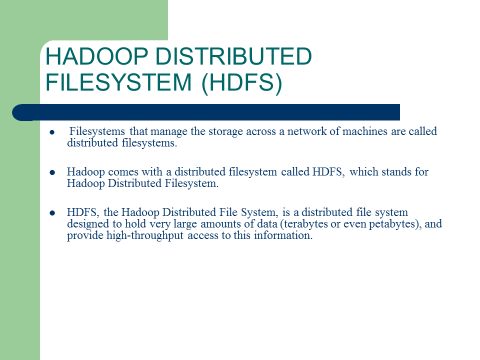 HADOOP DISTRIBUTED
FILESYSTEM (HDFS)
● Filesystems that manage the storage across a network of machines are called
distributed filesystems.
● Hadoop comes with a distributed filesystem called HDFS, which stands for
Hadoop Distributed Filesystem.
● HDFS, the Hadoop Distributed File System, is a distributed file system
designed to hold very large amounts of data (terabytes or even petabytes), and
provide high-throughput access to this information.